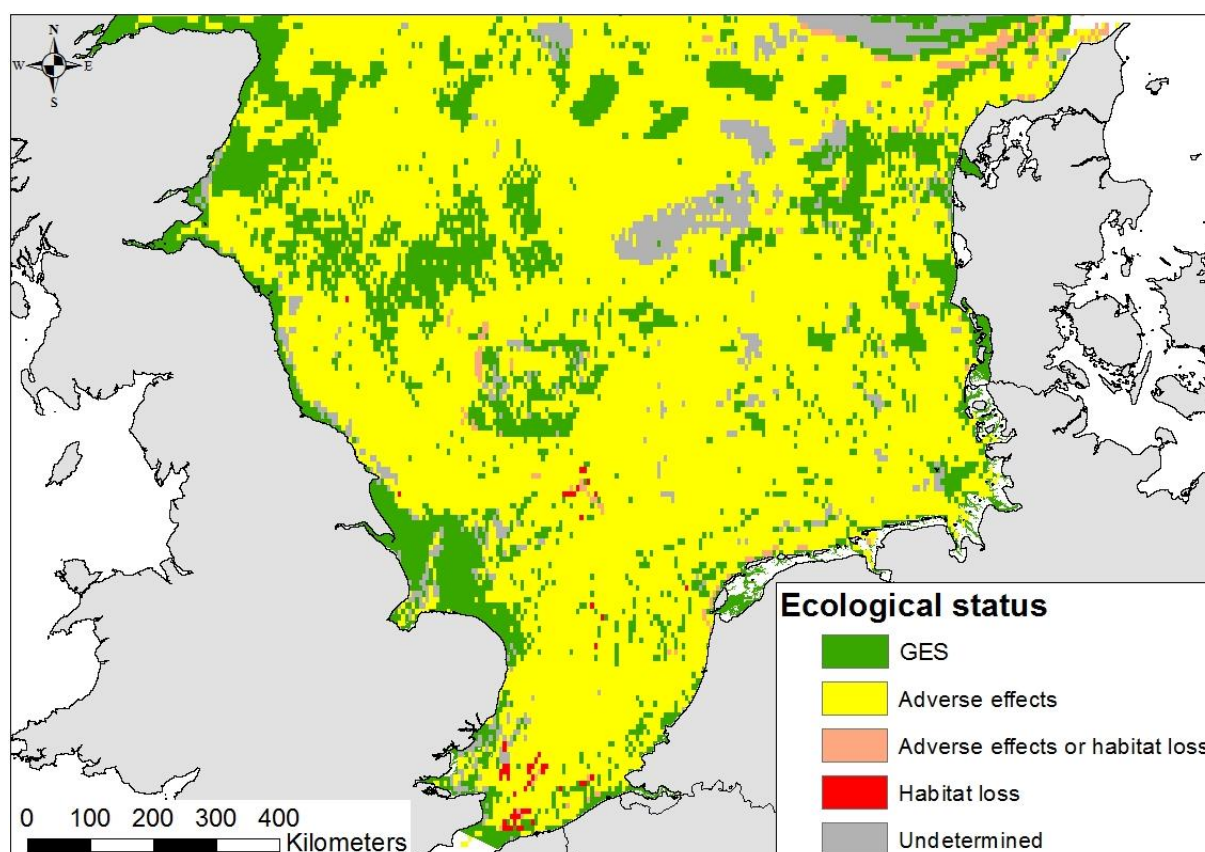 N
W E
S
Ecological status
GES
Adverse effects
Adverse effects or habitat loss
Habitat loss
Undetermined
0 100 200 300 400
Kilometers